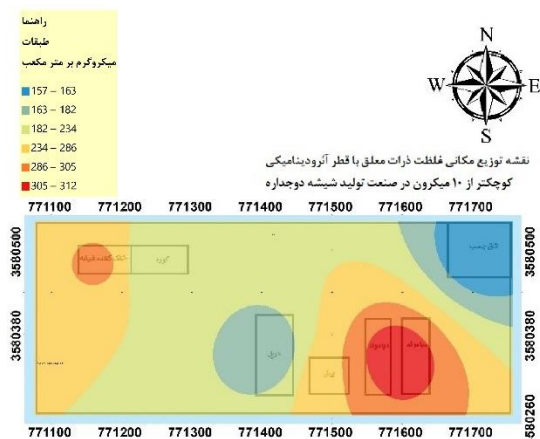 راهنما
طبقات
میکروگرم بر متر مکعب
157 – 163
163 – 182
182 – 234
234 – 286
286 – 305
305 – 312
N
W E
S
نقشه توزیع مکانی غلظت ذرات معلق با قطر آئرودینامیکی
کوچکتر از ۱۰ میکرون در صنعت تولید شیشه دوجداره
771100 771200 771300 771400 771500 771600 771700
3580500 3580500
کوره
3580380 3580380
3580260 580260
771100 771200 771300 771400 771500 771600 771700